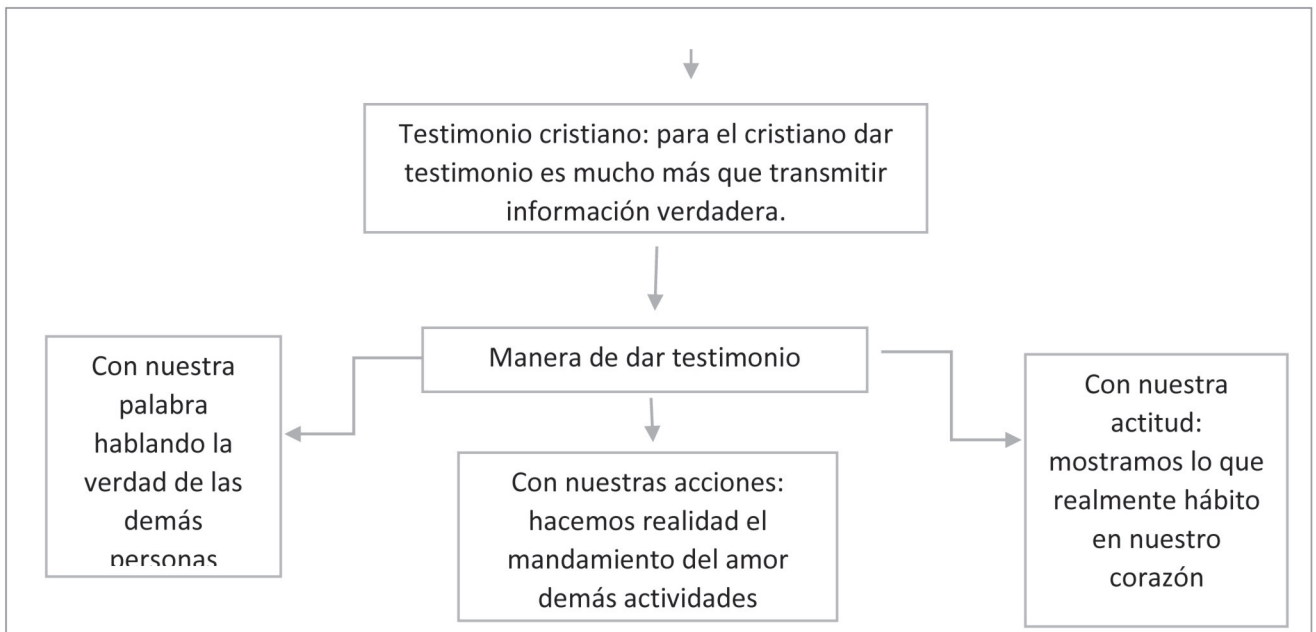 Testimonio cristiano: para el cristiano dar
testimonio es mucho más que transmitir
información verdadera.
Manera de dar testimonio
Con nuestra
palabra
hablando la
verdad de las
demás
personas
Con nuestras acciones:
hacemos realidad el
mandamiento del amor
demás actividades
Con nuestra
actitud:
mostramos lo que
realmente hábito
en nuestro
corazón